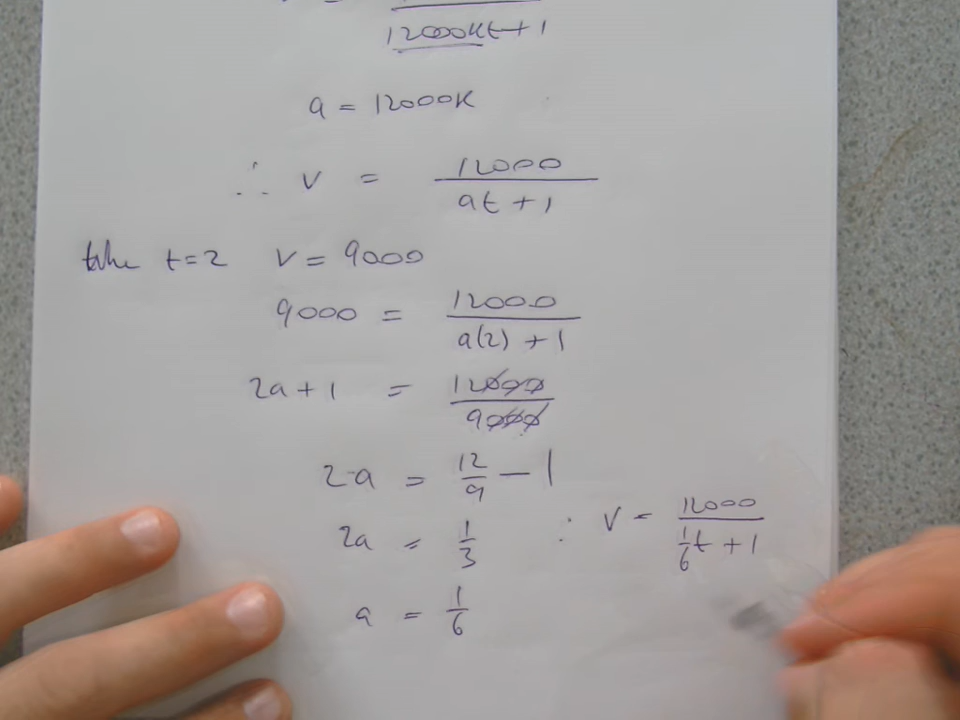 12000kt+1
a = 12000k
∴ v = 12000 / at + 1
take t=2 v = 9000
9000 = 12000 / a(2) + 1
2a + 1 = 12000 / 9000
2a = 12/9 - 1
2a = 1/3 ∴ v = 12000 / 1/6 t + 1
a = 1/6